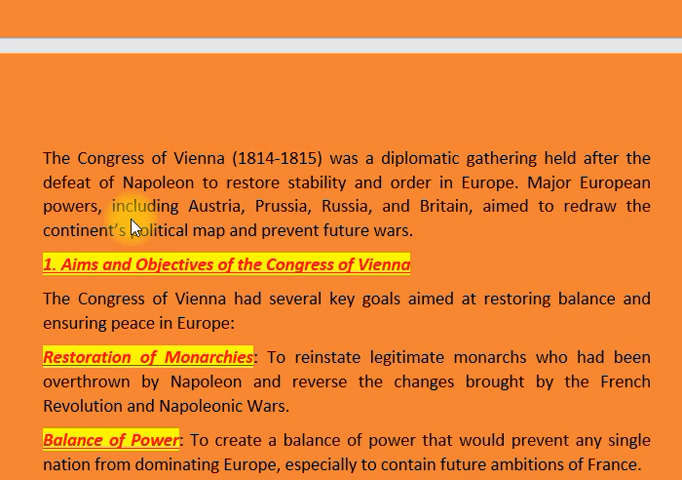 The Congress of Vienna (1814-1815) was a diplomatic gathering held after the
defeat of Napoleon to restore stability and order in Europe. Major European
powers, including Austria, Prussia, Russia, and Britain, aimed to redraw the
continent's political map and prevent future wars.
1. Aims and Objectives of the Congress of Vienna
The Congress of Vienna had several key goals aimed at restoring balance and
ensuring peace in Europe:
Restoration of Monarchies: To reinstate legitimate monarchs who had been
overthrown by Napoleon and reverse the changes brought by the French
Revolution and Napoleonic Wars.
Balance of Power: To create a balance of power that would prevent any single
nation from dominating Europe, especially to contain future ambitions of France.